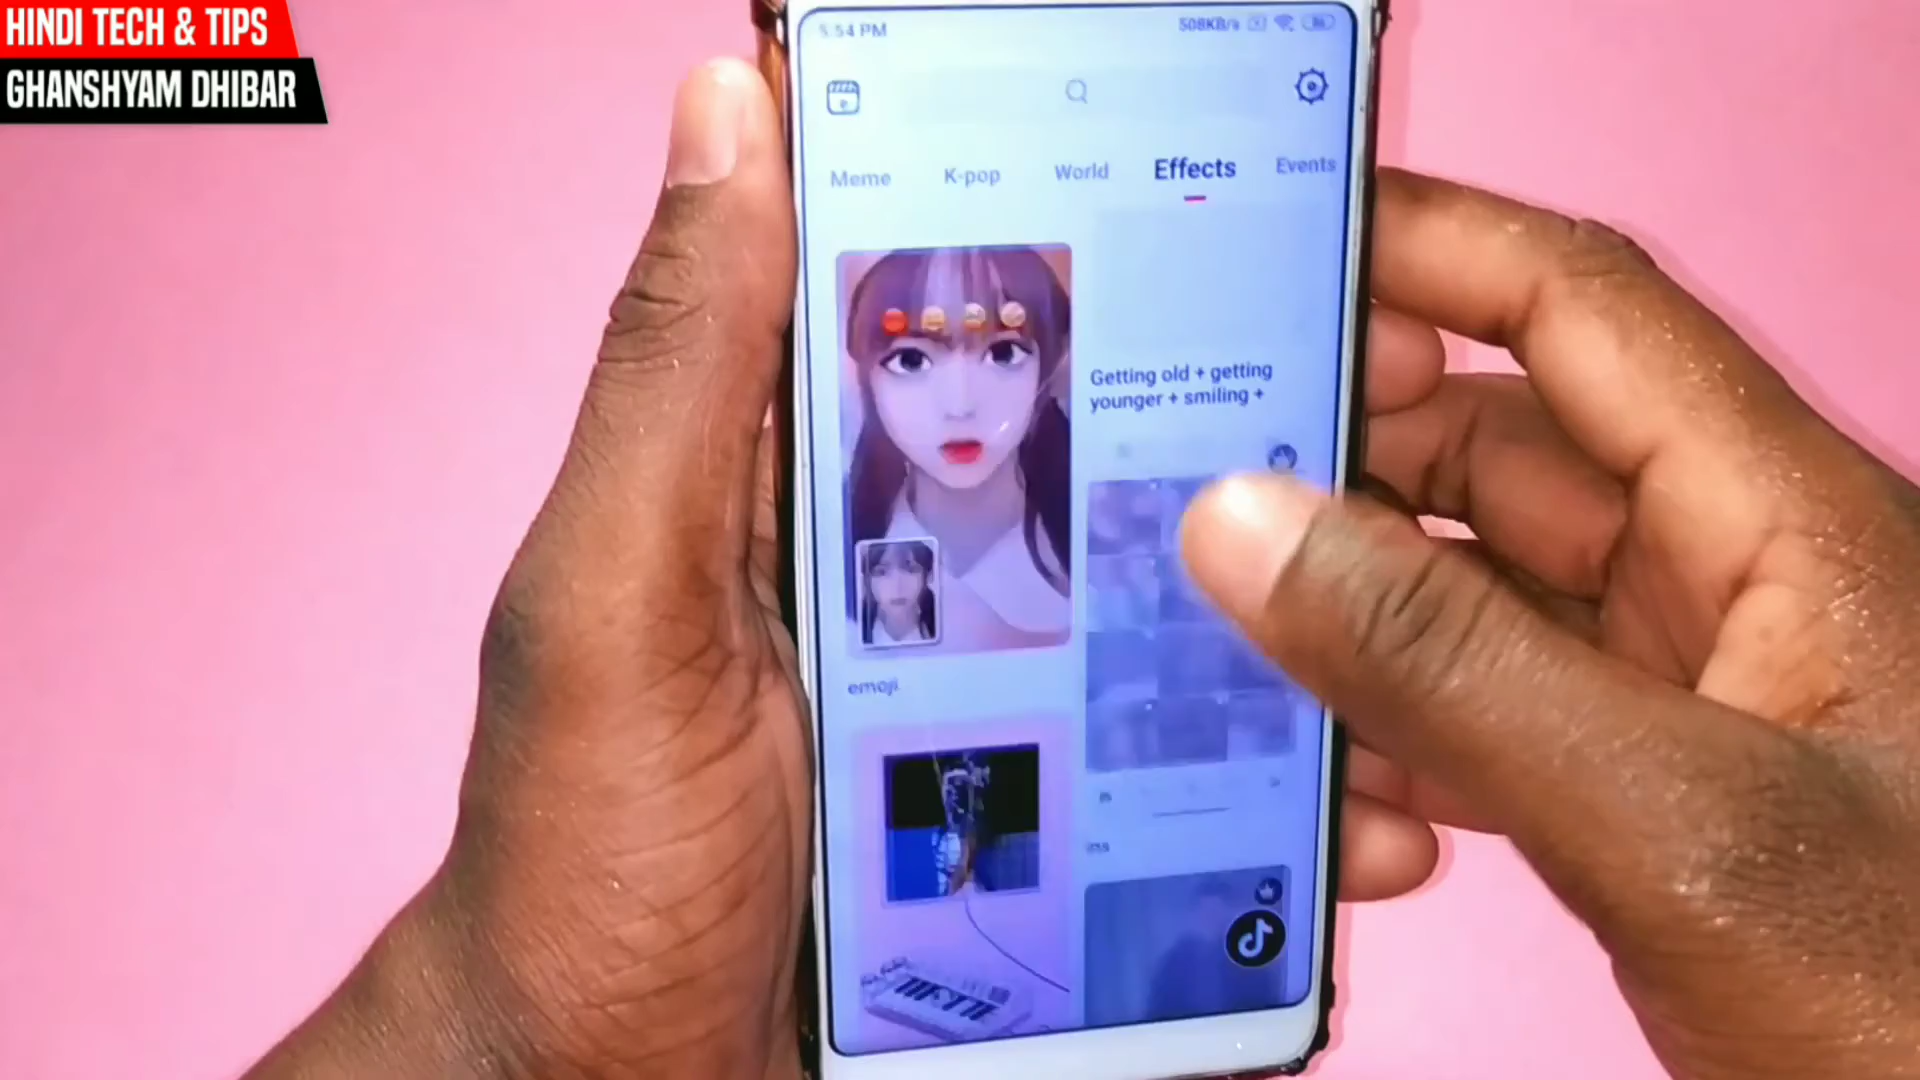 HINDI TECH & TIPS
GHANSHYAM DHIBAR
5:54 PM
508KB/s
Meme
K-pop
World
Effects
Events
Getting old + getting
younger + smiling +
emoji